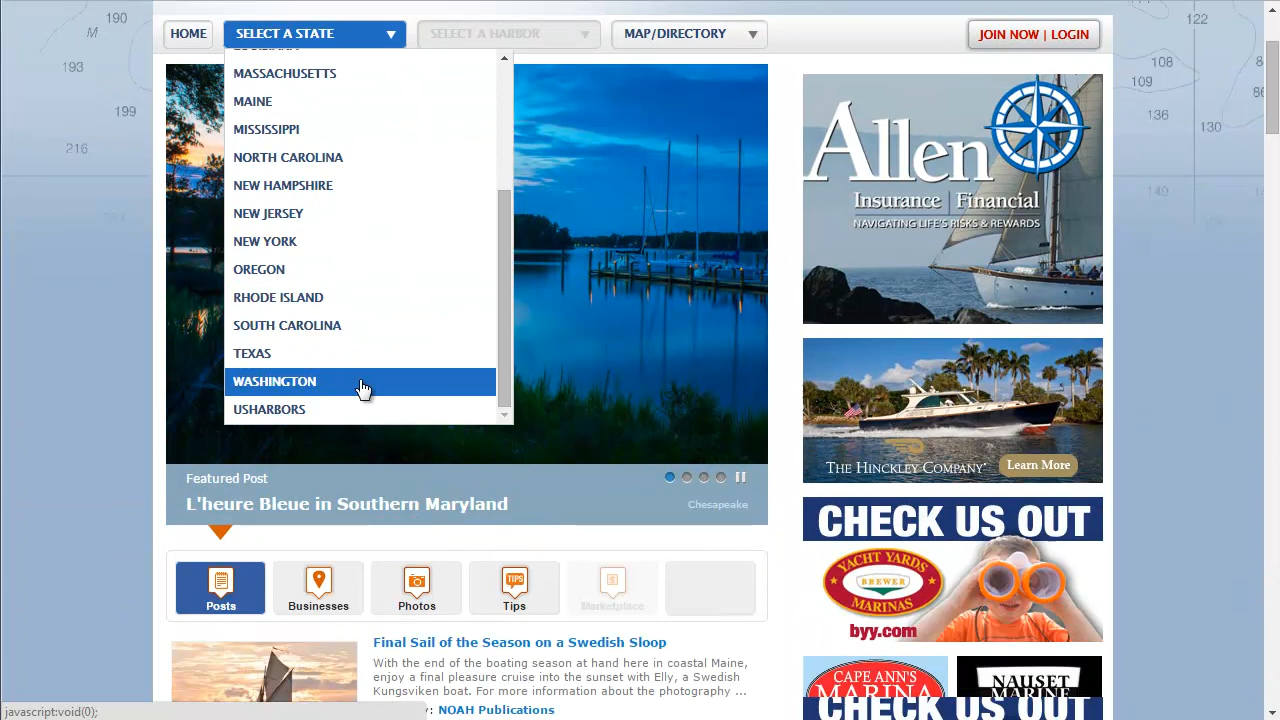 HOME
SELECT A STATE
SELECT A HARBOR
MAP/DIRECTORY
JOIN NOW | LOGIN
LOUISIANA
MASSACHUSETTS
MAINE
MISSISSIPPI
NORTH CAROLINA
NEW HAMPSHIRE
NEW JERSEY
NEW YORK
OREGON
RHODE ISLAND
SOUTH CAROLINA
TEXAS
WASHINGTON
USHARBORS
Featured Post
L'heure Bleue in Southern Maryland
Chesapeake
Posts
Businesses
Photos
TIPS
Tips
Marketplace
Final Sail of the Season on a Swedish Sloop
With the end of the boating season at hand here in coastal Maine,
enjoy a final pleasure cruise into the sunset with Elly, a Swedish
Kungsviken boat. For more information about the photography ...
NOAH Publications
javascript:void(0);
Allen
Insurance | Financial
NAVIGATING LIFE'S RISKS & REWARDS
THE HINCKLEY COMPANY
Learn More
CHECK US OUT
YACHT YARDS
BREWER
MARINAS
byy.com
CAPE ANN'S
MARINA
NAUSET
MARINE
CHECK US OUT
190
M
193
199
216
122
108
109
136
130
149